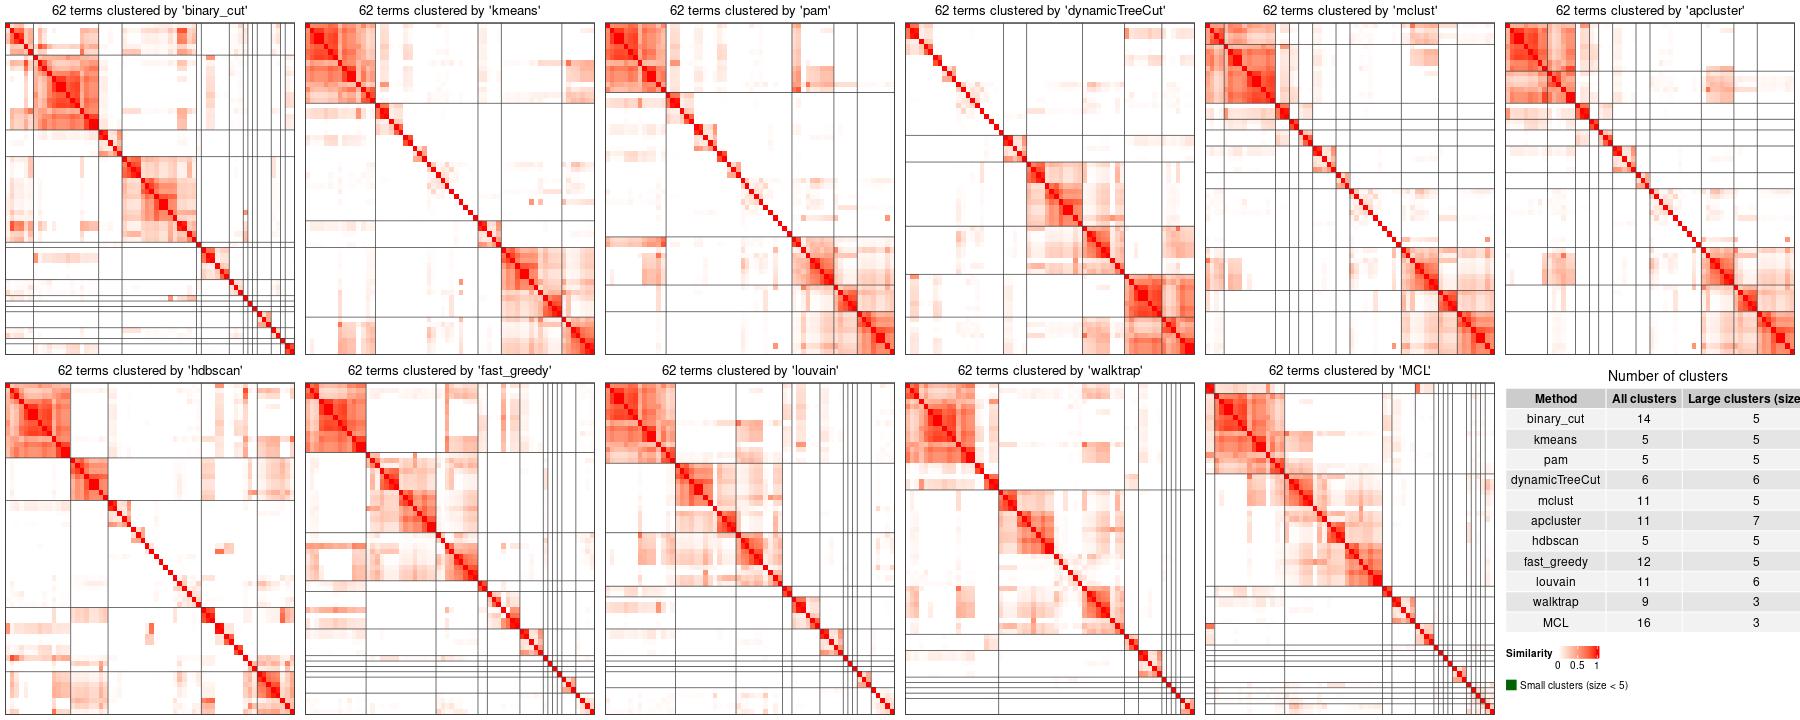 62 terms clustered by 'binary_cut'
62 terms clustered by 'kmeans'
62 terms clustered by 'pam'
62 terms clustered by 'dynamicTreeCut'
62 terms clustered by 'mclust'
62 terms clustered by 'apcluster'
62 terms clustered by 'hdbscan'
62 terms clustered by 'fast_greedy'
62 terms clustered by 'louvain'
62 terms clustered by 'walktrap'
62 terms clustered by 'MCL'
Number of clusters
Method All clusters Large clusters (size
binary_cut 14 5
kmeans 5 5
pam 5 5
dynamicTreeCut 6 6
mclust 11 5
apcluster 11 7
hdbscan 5 5
fast_greedy 12 5
louvain 11 6
walktrap 9 3
MCL 16 3
Similarity
0 0.5 1
Small clusters (size < 5)